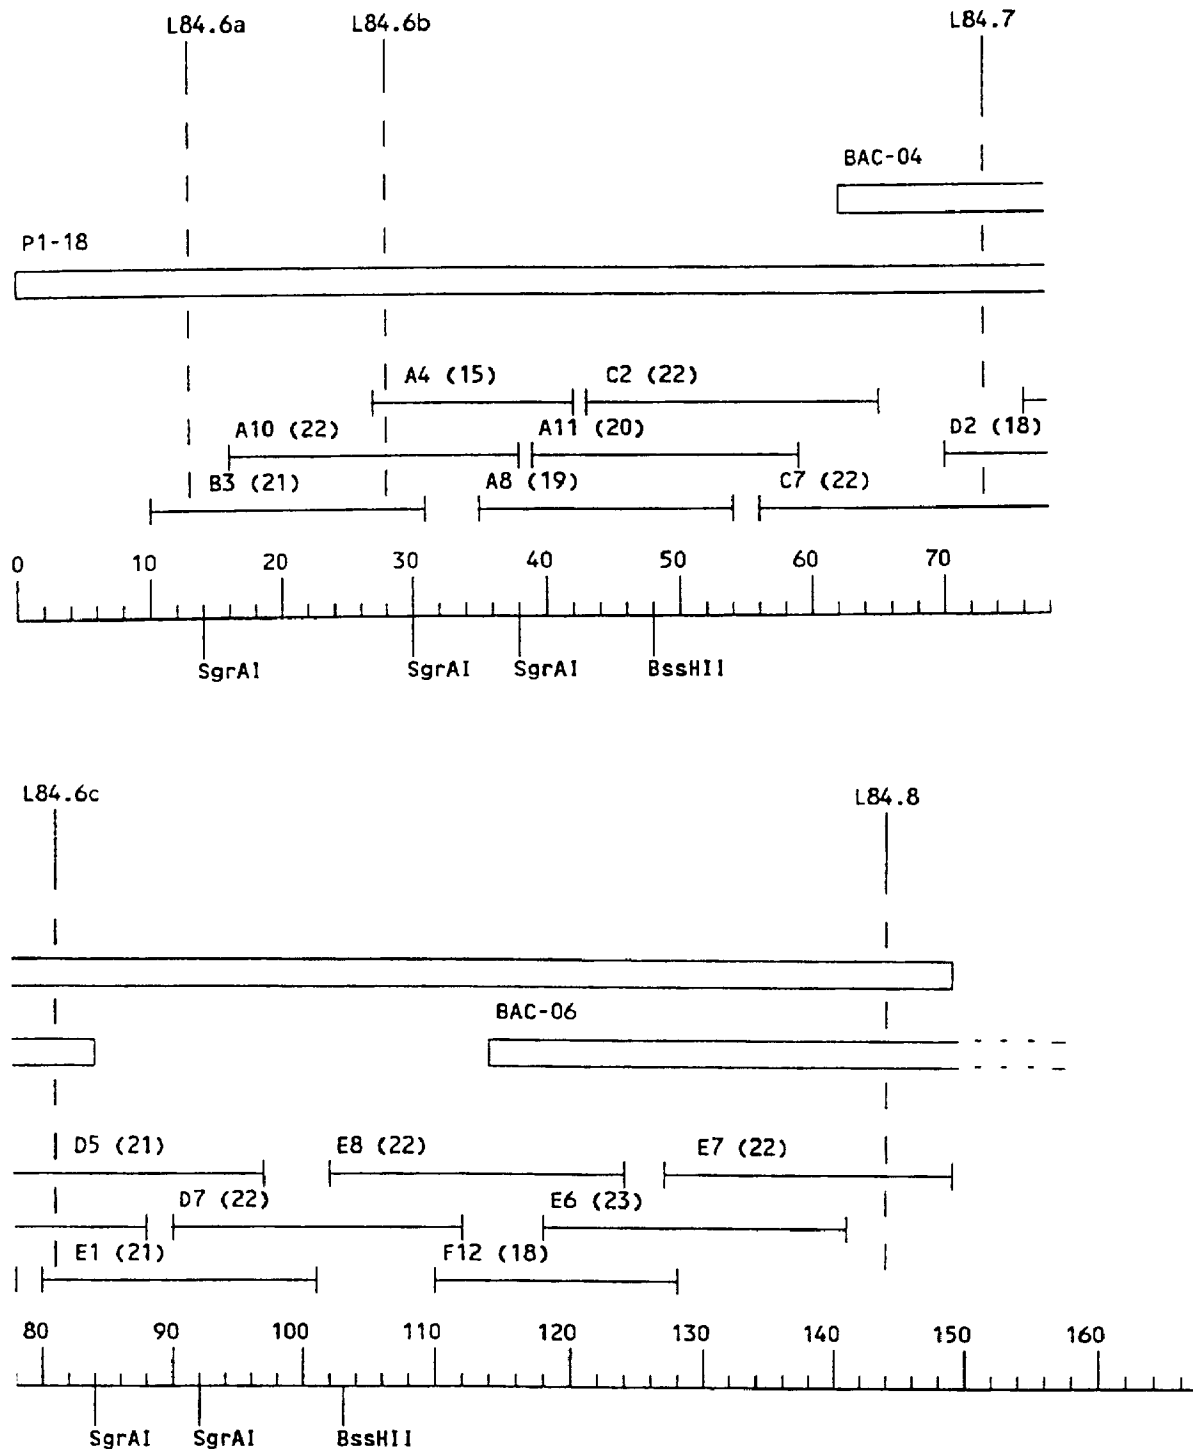 L84.6a L84.6b L84.7
BAC-04
P1-18
A4 (15) C2 (22)
A10 (22) A11 (20) D2 (18)
B3 (21) A8 (19) C7 (22)
0 10 20 30 40 50 60 70
SgrAI SgrAI SgrAI BssHII
L84.6c L84.8
BAC-06
D5 (21) E8 (22) E7 (22)
D7 (22) E6 (23)
E1 (21) F12 (18)
80 90 100 110 120 130 140 150 160
SgrAI SgrAI BssHII